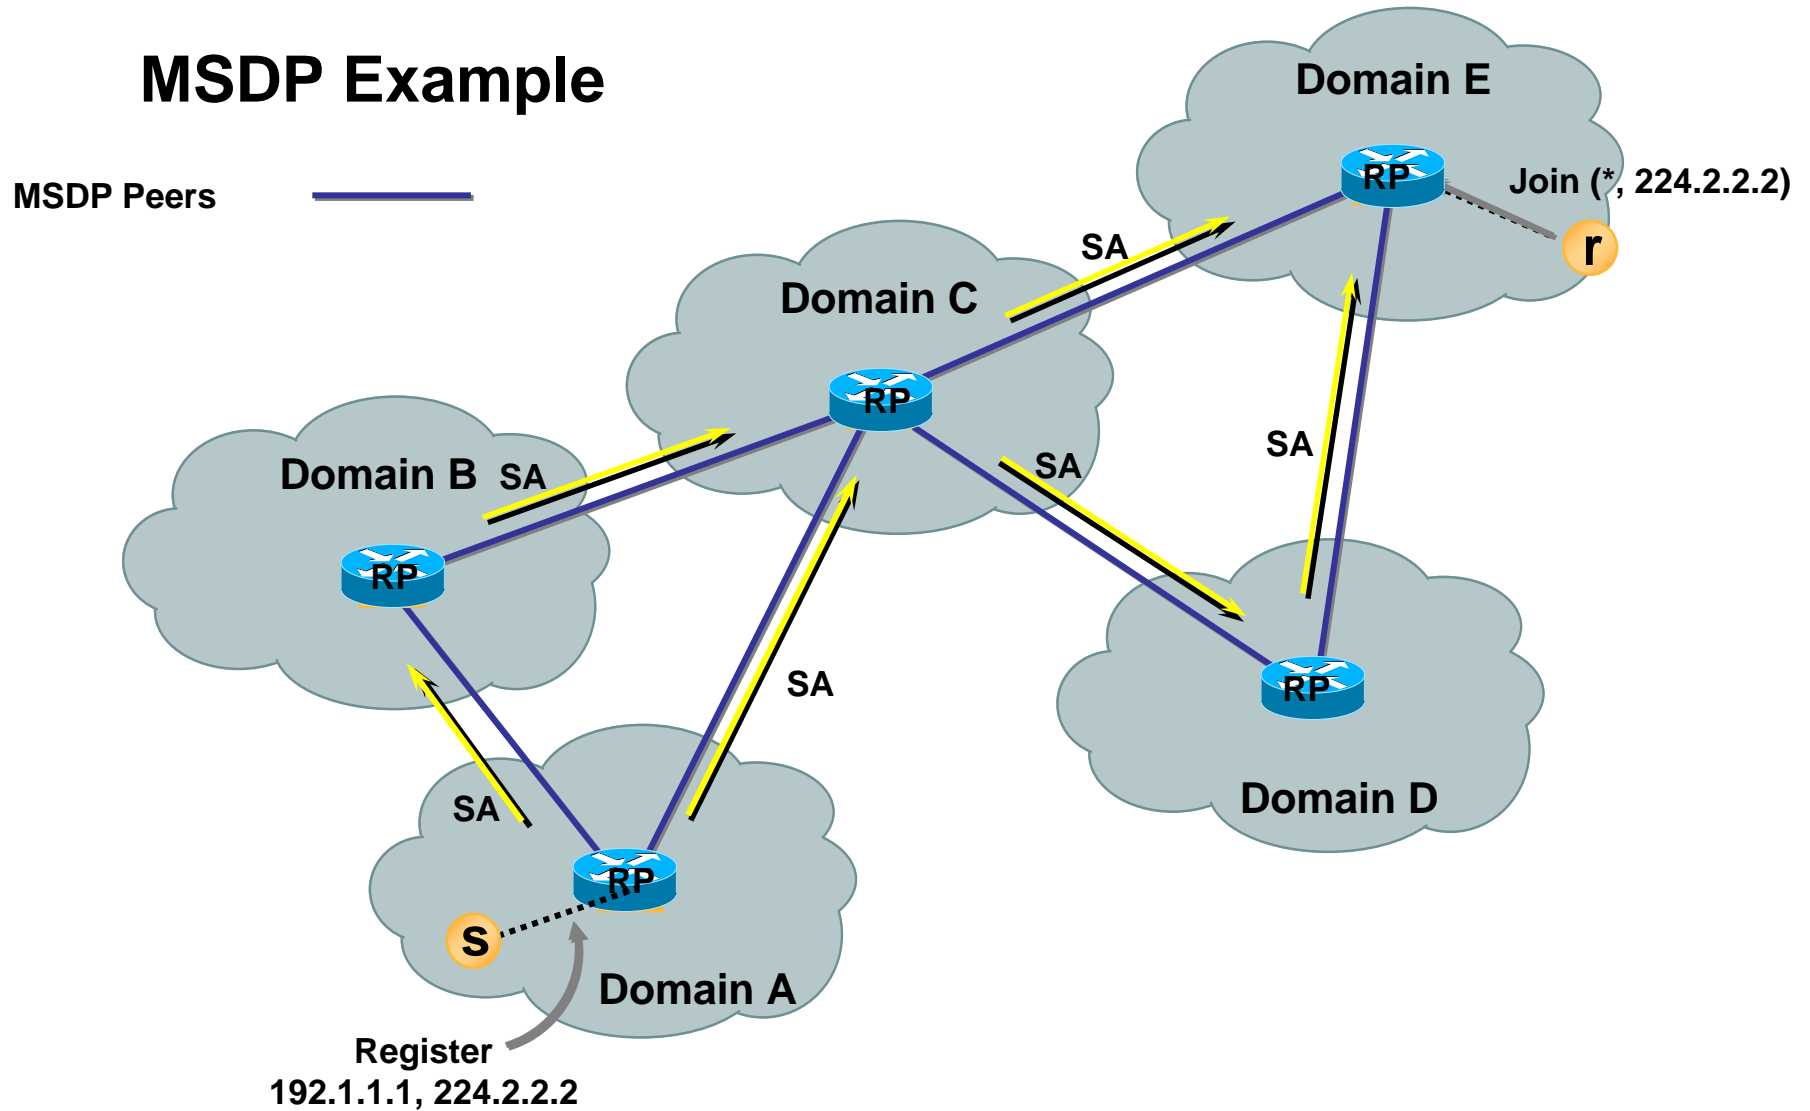 MSDP Example
MSDP Peers
Domain E
RP
Join (*, 224.2.2.2)
r
SA
Domain C
RP
SA
SA
Domain B
SA
RP
SA
RP
Domain D
SA
Domain A
RP
s
Register
192.1.1.1, 224.2.2.2